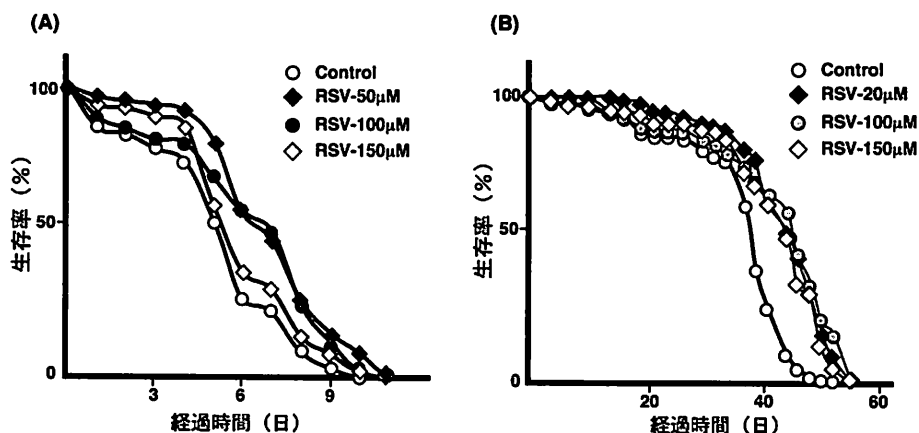 (A)
100
50
0
生存率 (%)
3
6
9
経過時間 (日)
Control
RSV-50μM
RSV-100μM
RSV-150μM
(B)
100
50
0
生存率 (%)
20
40
60
経過時間 (日)
Control
RSV-20μM
RSV-100μM
RSV-150μM